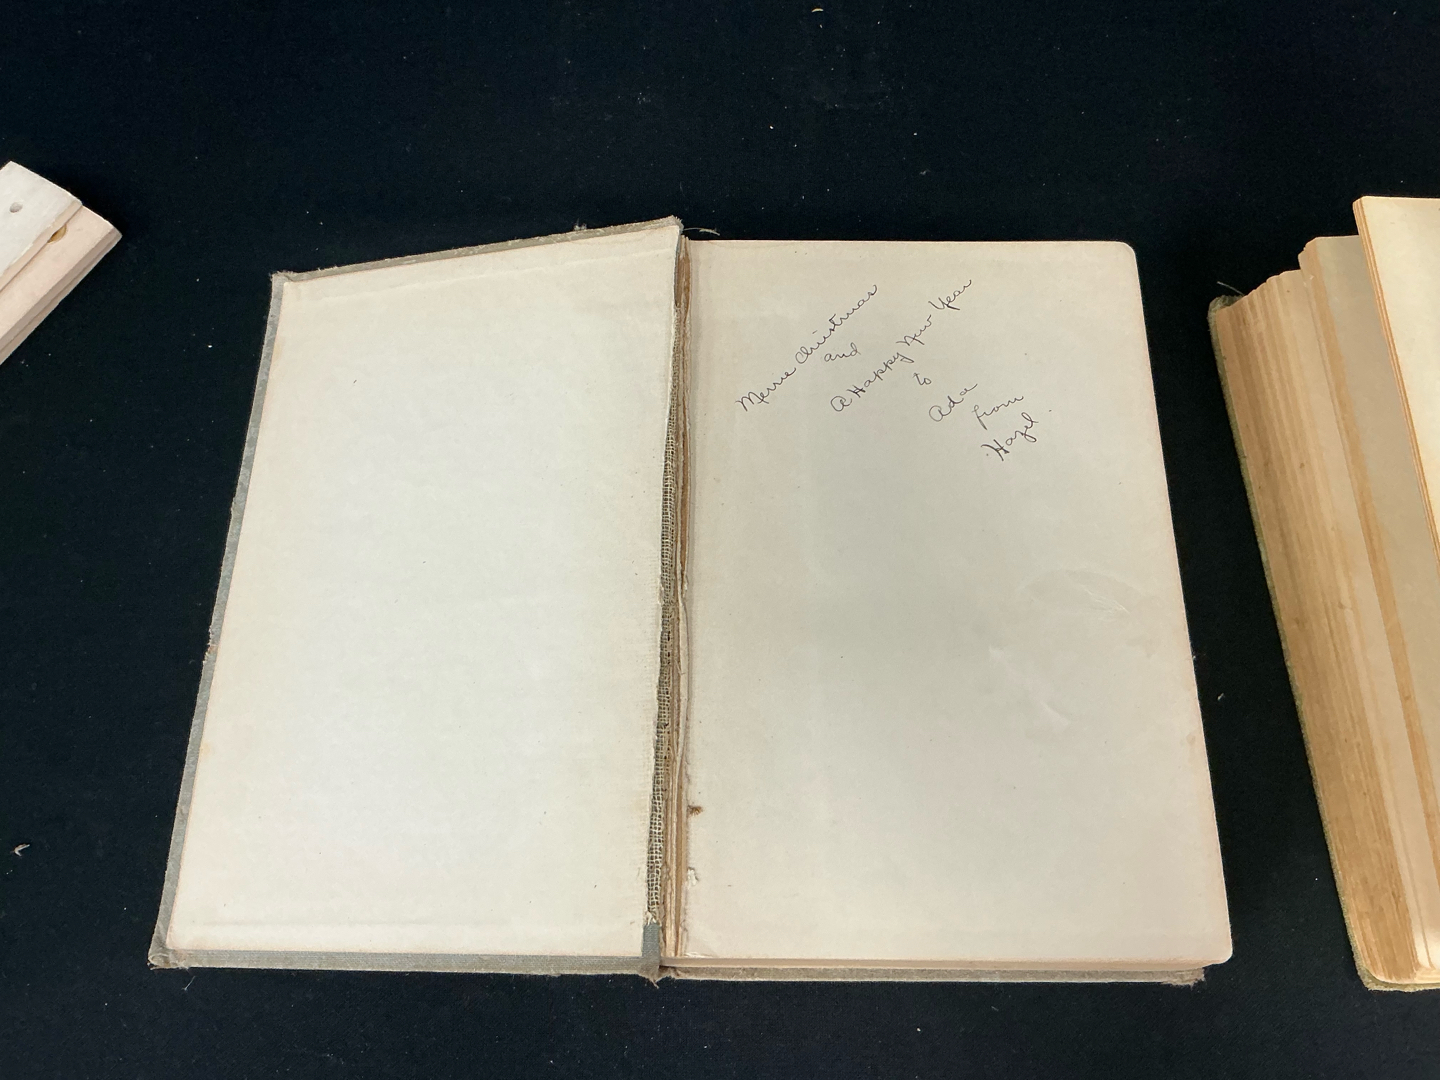 Merrie Christmas
and
A Happy New Year
to
Ada
from
Hazel.